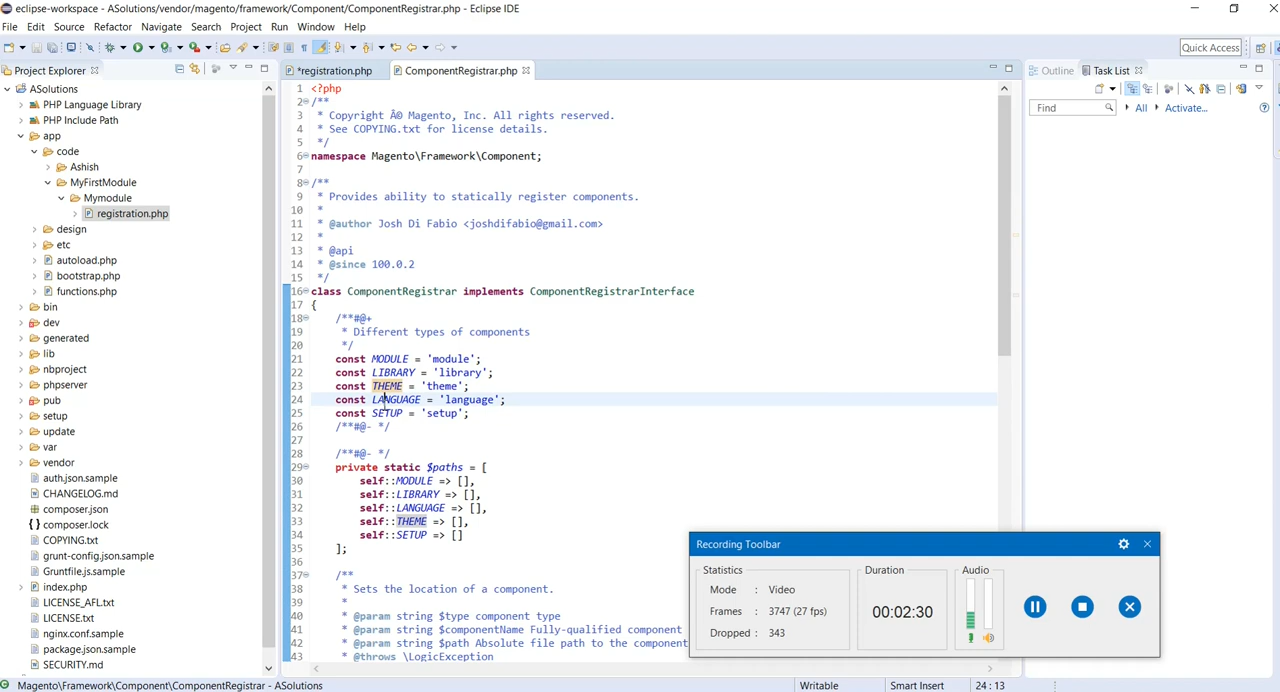 eclipse-workspace - ASolutions/vendor/magento/framework/Component/ComponentRegistrar.php - Eclipse IDE
File Edit Source Refactor Navigate Search Project Run Window Help
Quick Access
Project Explorer
*registration.php
ComponentRegistrar.php
Outline
Task List
Find
All
Activate...
ASolutions
PHP Language Library
PHP Include Path
app
code
Ashish
MyFirstModule
Mymodule
registration.php
design
etc
autoload.php
bootstrap.php
functions.php
bin
dev
generated
lib
nbproject
phpserver
pub
setup
update
var
vendor
auth.json.sample
CHANGELOG.md
composer.json
composer.lock
COPYING.txt
grunt-config.json.sample
Gruntfile.js.sample
index.php
LICENSE_AFL.txt
LICENSE.txt
nginx.conf.sample
package.json.sample
SECURITY.md
1 <?php
2 /**
3 * Copyright Â© Magento, Inc. All rights reserved.
4 * See COPYING.txt for license details.
5 */
6 namespace Magento\Framework\Component;
7
8 /**
9 * Provides ability to statically register components.
10 *
11 * @author Josh Di Fabio <joshdifabio@gmail.com>
12 *
13 * @api
14 * @since 100.0.2
15 */
16 class ComponentRegistrar implements ComponentRegistrarInterface
17 {
18 /**#@+
19 * Different types of components
20 */
21 const MODULE = 'module';
22 const LIBRARY = 'library';
23 const THEME = 'theme';
24 const LANGUAGE = 'language';
25 const SETUP = 'setup';
26 /**#@- */
27
28 /**#@- */
29 private static $paths = [
30 self::MODULE => [],
31 self::LIBRARY => [],
32 self::LANGUAGE => [],
33 self::THEME => [],
34 self::SETUP => []
35 ];
36
37 /**
38 * Sets the location of a component.
39 *
40 * @param string $type component type
41 * @param string $componentName Fully-qualified component
42 * @param string $path Absolute file path to the component
43 * @throws \LogicException
Recording Toolbar
Statistics
Mode : Video
Frames : 3747 (27 fps)
Dropped : 343
Duration
00:02:30
Audio
Magento\Framework\Component\ComponentRegistrar - ASolutions
Writable
Smart Insert
24 : 13